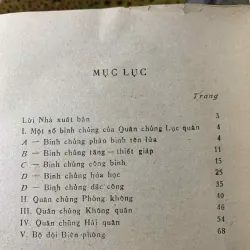 MỤC LỤC
Trang
Lời Nhà xuất bản 3
I. Một số binh chủng của Quân chủng Lục quân 4
A — Binh chủng pháo binh tên lửa 4
B — Binh chủng tăng — thiết giáp 11
C — Binh chủng công binh 15
D — Binh chủng hóa học 25
D — Binh chủng đặc công 35
II. Quân chủng Phòng không 40
III. Quân chủng Không quân 46
IV. Quân chủng Hải quân 54
V. Bộ đội Biên phòng 68